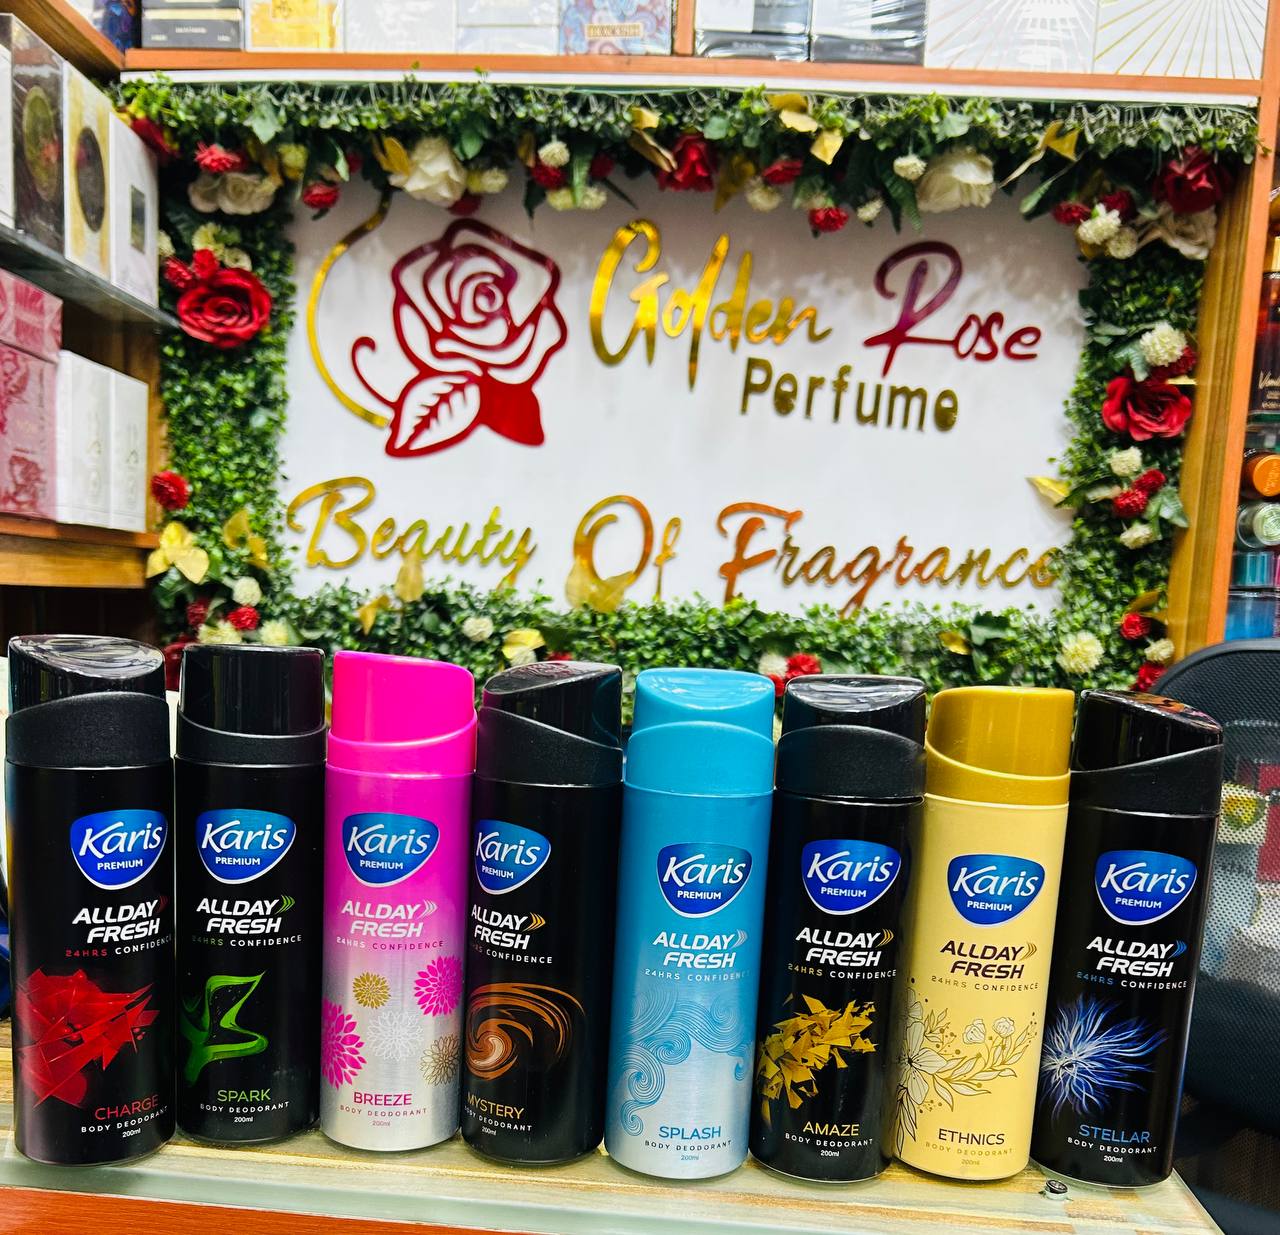 Golden Rose
Perfume
Beauty Of Fragrance
Karis
PREMIUM
ALLDAY
FRESH
24HRS CONFIDENCE
CHARGE
BODY DEODORANT
200ml
Karis
PREMIUM
ALLDAY
FRESH
24HRS CONFIDENCE
SPARK
BODY DEODORANT
200ml
Karis
PREMIUM
ALLDAY
FRESH
24HRS CONFIDENCE
BREEZE
BODY DEODORANT
200ml
Karis
PREMIUM
ALLDAY
FRESH
24HRS CONFIDENCE
MYSTERY
BODY DEODORANT
200ml
Karis
PREMIUM
ALLDAY
FRESH
24HRS CONFIDENCE
SPLASH
BODY DEODORANT
200ml
Karis
PREMIUM
ALLDAY
FRESH
24HRS CONFIDENCE
AMAZE
BODY DEODORANT
200ml
Karis
PREMIUM
ALLDAY
FRESH
24HRS CONFIDENCE
ETHNICS
BODY DEODORANT
200ml
Karis
PREMIUM
ALLDAY
FRESH
24HRS CONFIDENCE
STELLAR
BODY DEODORANT
200ml